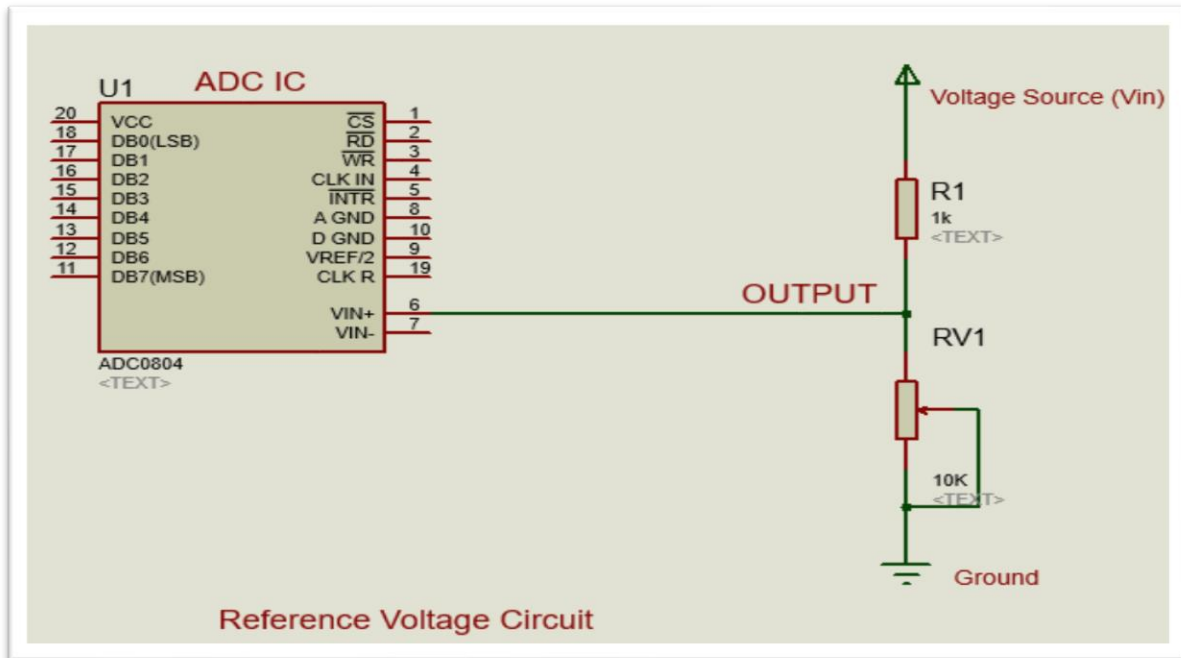 U1
ADC IC
20 VCC
18 DB0(LSB)
17 DB1
16 DB2
15 DB3
14 DB4
13 DB5
12 DB6
11 DB7(MSB)
CS 1
RD 2
WR 3
CLK IN 4
INTR 5
A GND 8
D GND 10
VREF/2 9
CLK R 19
VIN+ 6
VIN- 7
ADC0804
<TEXT>
OUTPUT
Voltage Source (Vin)
R1
1k
<TEXT>
RV1
10K
<TEXT>
Ground
Reference Voltage Circuit